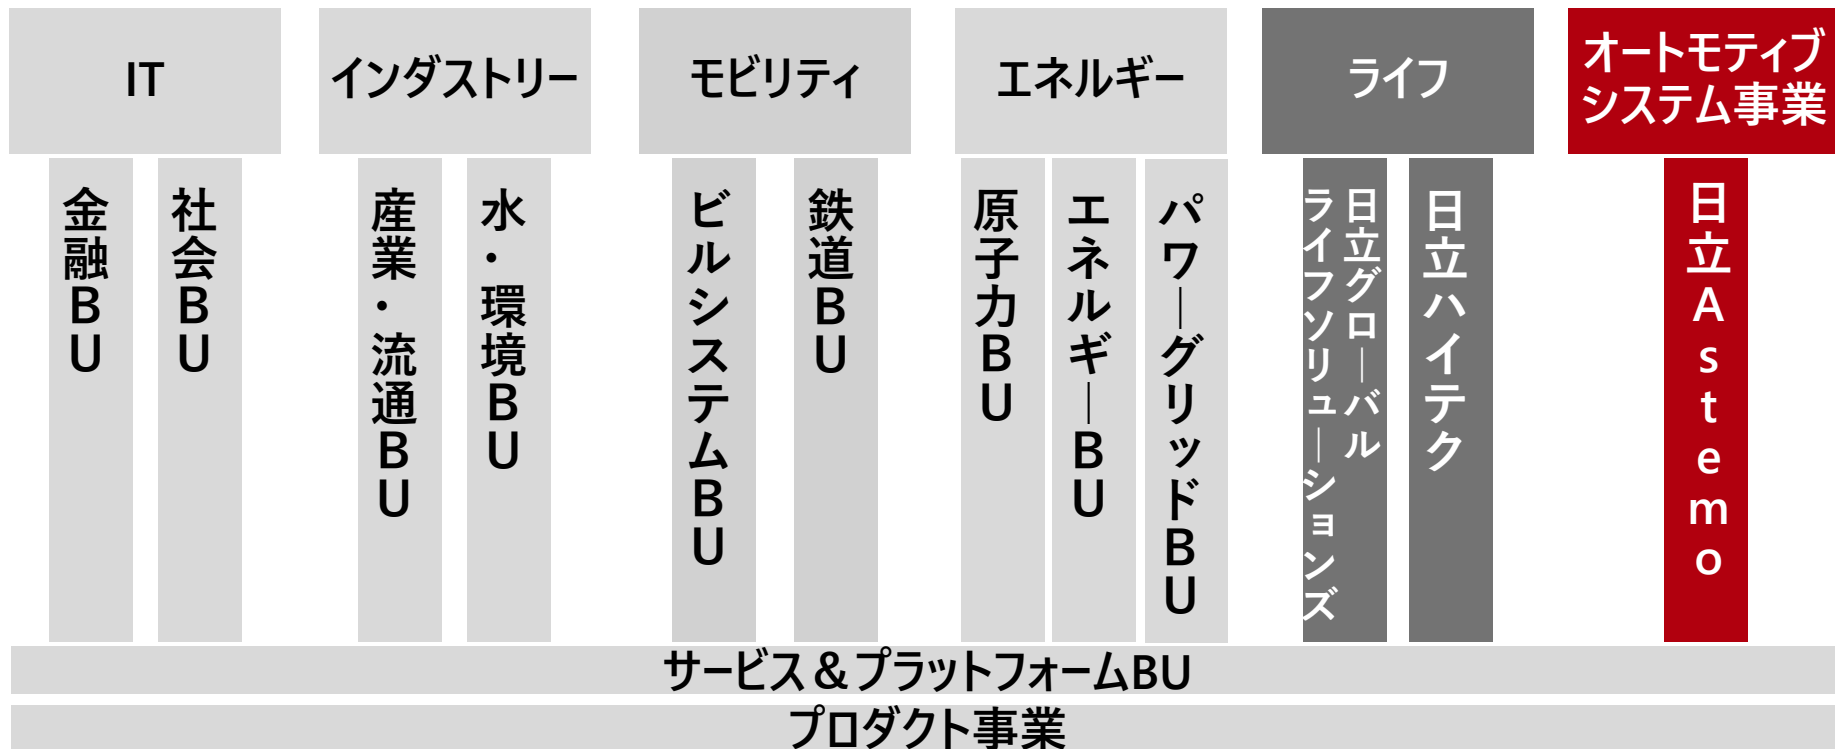 IT
インダストリー
モビリティ
エネルギー
ライフ
オートモティブ
システム事業
金融BU
社会BU
産業・流通BU
水・環境BU
ビルシステムBU
鉄道BU
原子力BU
エネルギーBU
パワーグリッドBU
日立グローバル
ライフソリューションズ
日立ハイテク
日立Astemo
サービス＆プラットフォームBU
プロダクト事業